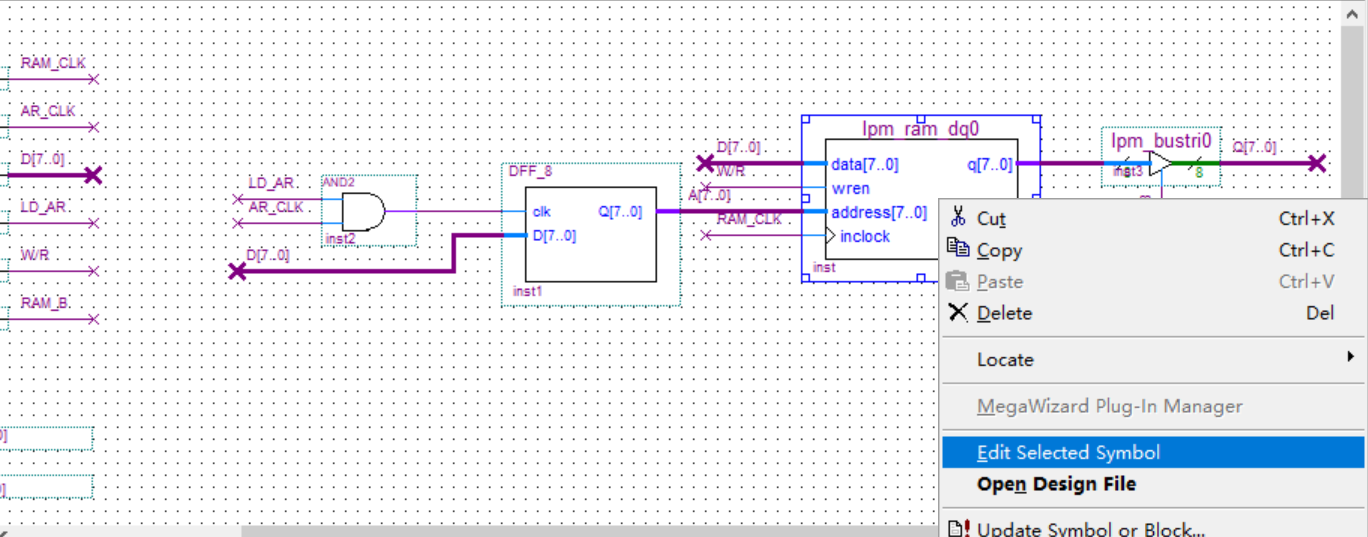 RAM_CLK
AR_CLK
D[7..0]
LD_AR
W/R
RAM_B
LD_AR
AR_CLK
AND2
inst2
D[7..0]
DFF_8
clk
Q[7..0]
D[7..0]
inst1
D[7..0]
W/R
A[7..0]
RAM_CLK
lpm_ram_dq0
data[7..0]
q[7..0]
wren
address[7..0]
inclock
inst
lpm_bustri0
8
inst3
8
Q[7..0]
Cut Ctrl+X
Copy Ctrl+C
Paste Ctrl+V
Delete Del
Locate
MegaWizard Plug-In Manager
Edit Selected Symbol
Open Design File
Update Symbol or Block...